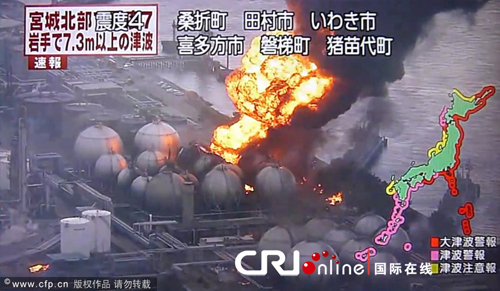 宮城北部 震度4.7
岩手で7.3m以上の津波
速報
桑折町 田村市 いわき市
喜多方市 磐梯町 猪苗代町
大津波警報
津波警報
津波注意報
CRI online 国际在线
www.cfp.cn 版权作品 请勿转载